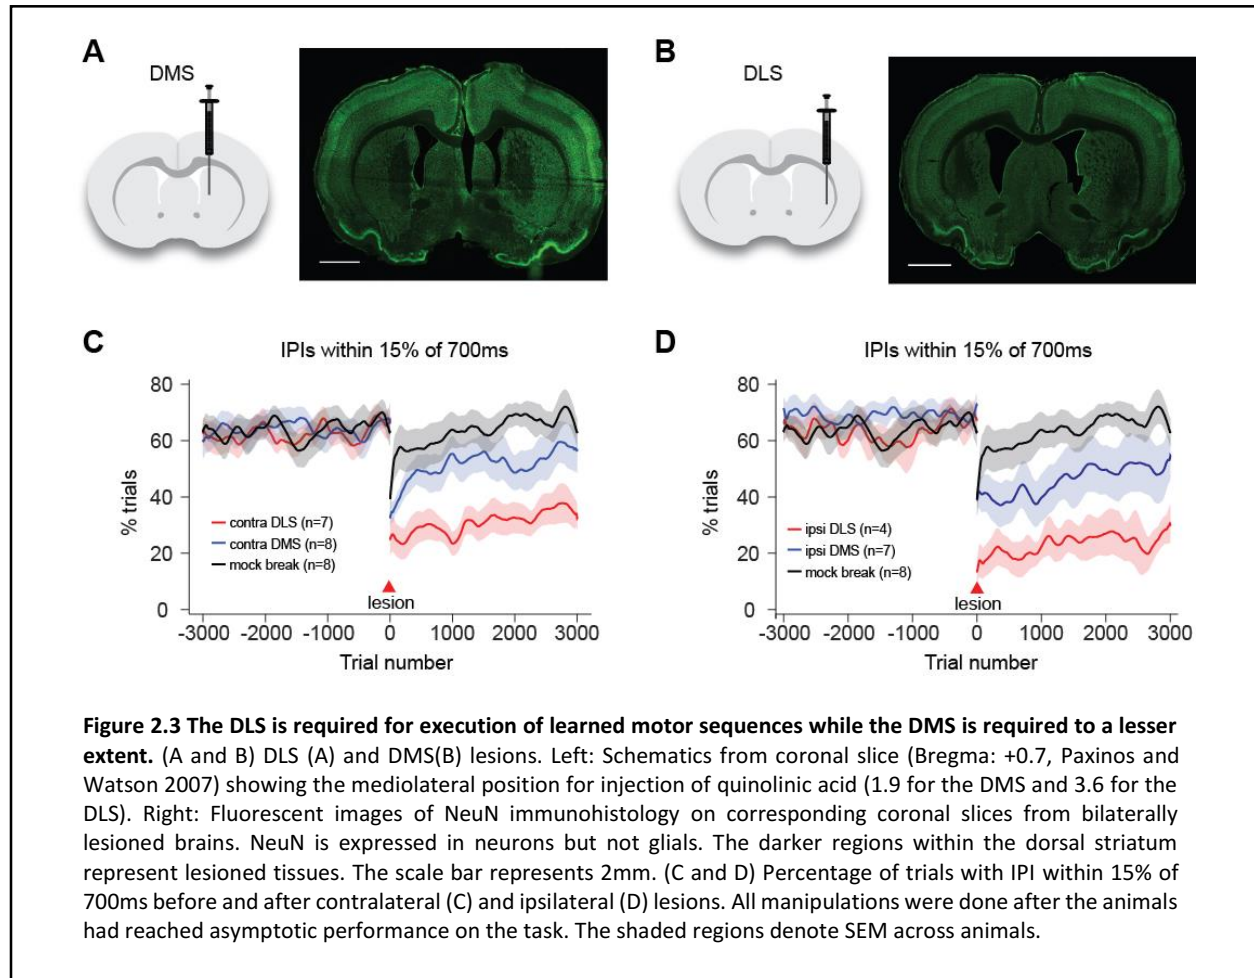 A
DMS
B
DLS
C
IPIs within 15% of 700ms
% trials
80
60
40
20
0
contra DLS (n=7)
contra DMS (n=8)
mock break (n=8)
lesion
-3000 -2000 -1000 0 1000 2000 3000
Trial number
D
IPIs within 15% of 700ms
% trials
80
60
40
20
0
ipsi DLS (n=4)
ipsi DMS (n=7)
mock break (n=8)
lesion
-3000 -2000 -1000 0 1000 2000 3000
Trial number
Figure 2.3 The DLS is required for execution of learned motor sequences while the DMS is required to a lesser
extent. (A and B) DLS (A) and DMS(B) lesions. Left: Schematics from coronal slice (Bregma: +0.7, Paxinos and
Watson 2007) showing the mediolateral position for injection of quinolinic acid (1.9 for the DMS and 3.6 for the
DLS). Right: Fluorescent images of NeuN immunohistology on corresponding coronal slices from bilaterally
lesioned brains. NeuN is expressed in neurons but not glials. The darker regions within the dorsal striatum
represent lesioned tissues. The scale bar represents 2mm. (C and D) Percentage of trials with IPI within 15% of
700ms before and after contralateral (C) and ipsilateral (D) lesions. All manipulations were done after the animals
had reached asymptotic performance on the task. The shaded regions denote SEM across animals.